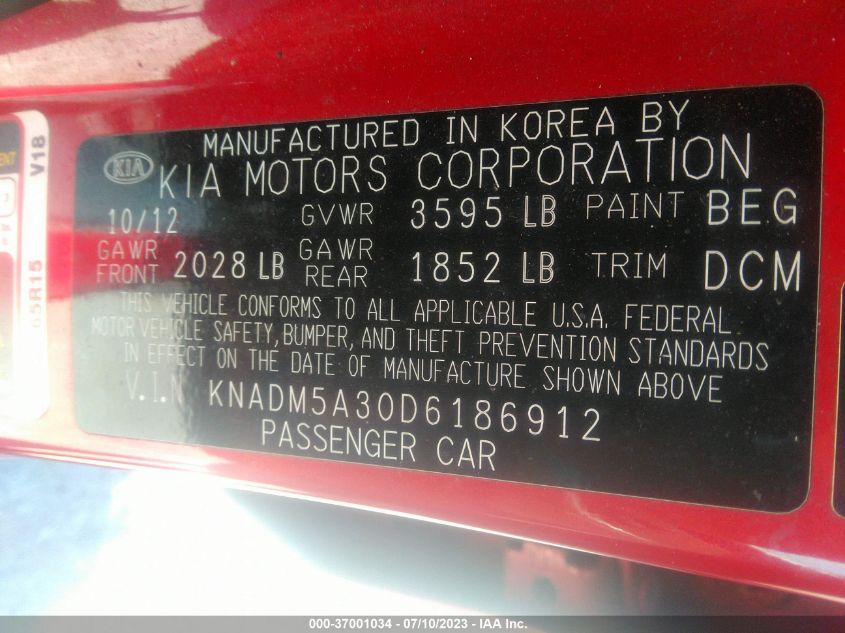 MANUFACTURED IN KOREA BY
KIA KIA MOTORS CORPORATION
10/12 GVWR 3595 LB PAINT BEG
GAWR FRONT 2028 LB GAWR REAR 1852 LB TRIM DCM
THIS VEHICLE CONFORMS TO ALL APPLICABLE U.S.A. FEDERAL
MOTOR VEHICLE SAFETY, BUMPER, AND THEFT PREVENTION STANDARDS
IN EFFECT ON THE DATE OF MANUFACTURE SHOWN ABOVE
V.I.N KNADM5A30D6186912
PASSENGER CAR
V18
65R15
000-37001034 - 07/10/2023 - IAA Inc.